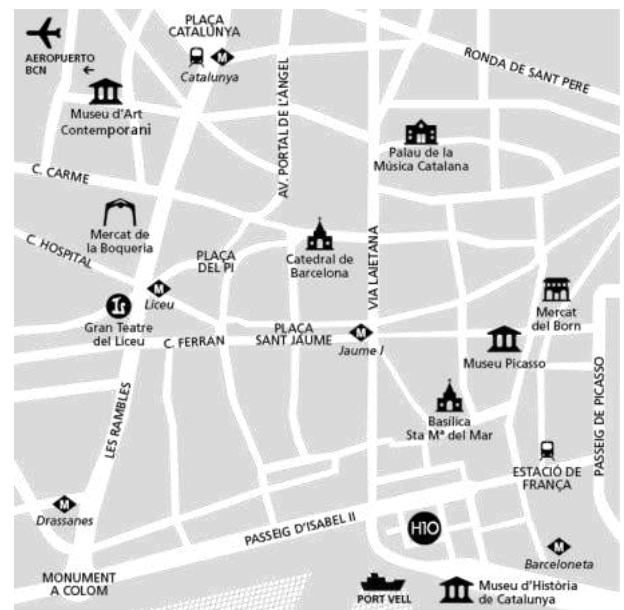 PLAÇA
CATALUNYA
AEROPUERTO
BCN
Catalunya
RONDA DE SANT PERE
Museu d'Art
Contemporani
AV. PORTAL DE L'ÀNGEL
Palau de la
Música Catalana
C. CARME
Mercat de
la Boqueria
C. HOSPITAL
PLAÇA
DEL PI
Catedral de
Barcelona
VIA LAIETANA
Liceu
Gran Teatre
del Liceu
C. FERRAN
PLAÇA
SANT JAUME
Jaume I
Mercat
del Born
Museu Picasso
LES RAMBLES
Basílica
Sta Mª del Mar
PASSEIG DE PICASSO
ESTACIÓ DE
FRANÇA
Drassanes
PASSEIG D'ISABEL II
H10
Barceloneta
MONUMENT
A COLOM
PORT VELL
Museu d'Història
de Catalunya
M
M
M
M
M